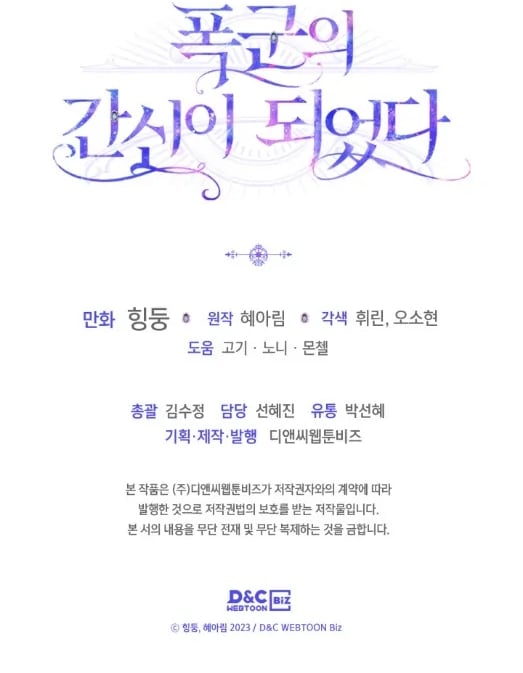 폭군의
간신이 되었다
만화 힝둥 원작 혜아림 각색 휘린, 오소현
도움 고기 · 노니 · 몬첼
총괄 김수정 담당 선혜진 유통 박선혜
기획·제작·발행 디앤씨웹툰비즈
본 작품은 (주)디앤씨웹툰비즈가 저작권자와의 계약에 따라
발행한 것으로 저작권법의 보호를 받는 저작물입니다.
본 서의 내용을 무단 전재 및 무단 복제하는 것을 금합니다.
D&C BiZ
WEBTOON
ⓒ 힝둥, 혜아림 2023 / D&C WEBTOON Biz